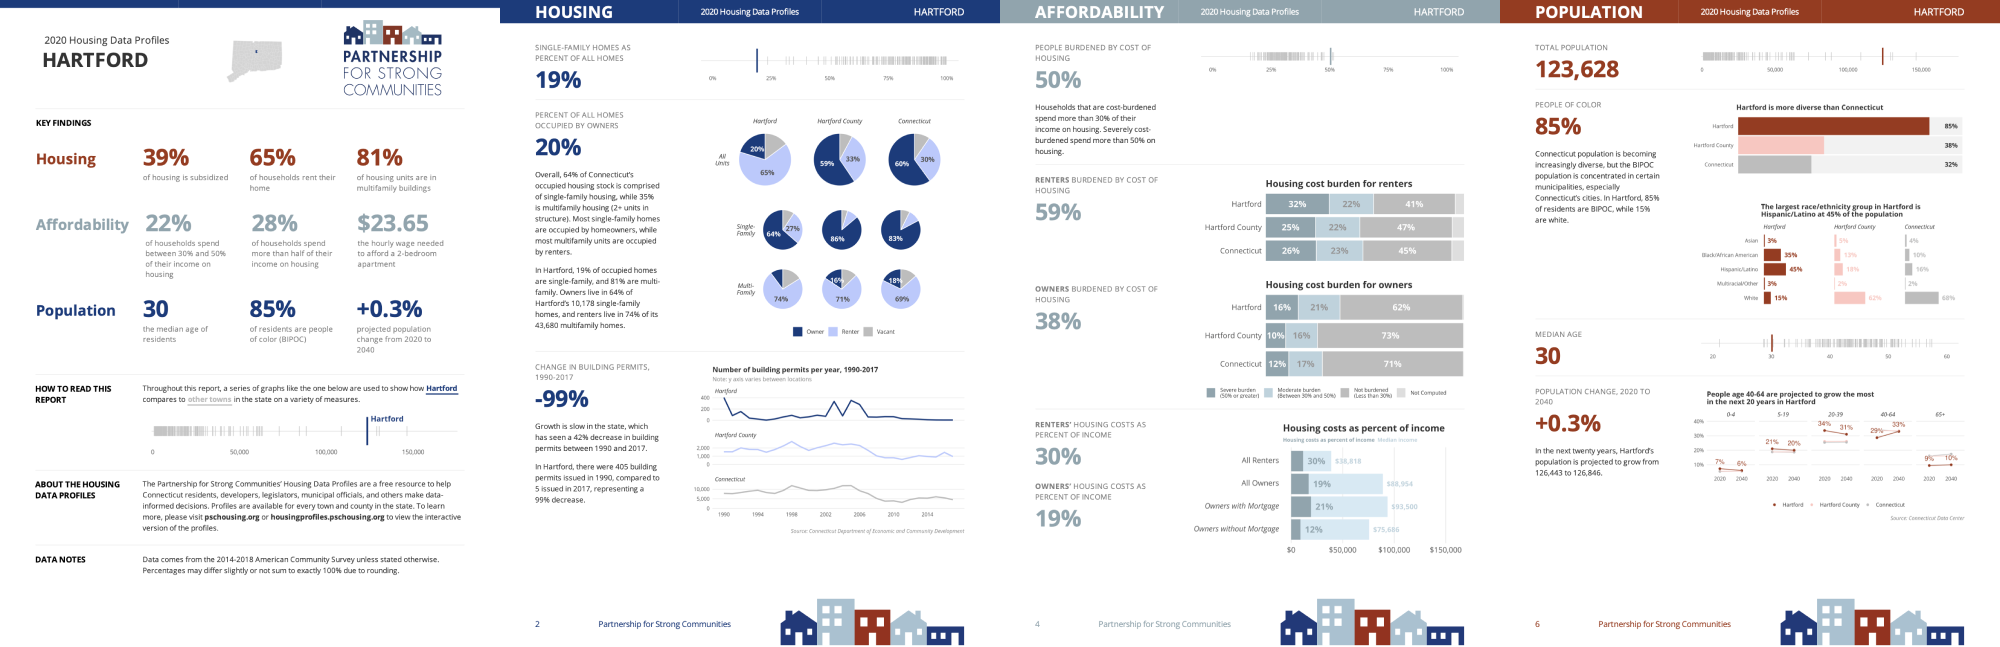 2020 Housing Data Profiles
HARTFORD
PARTNERSHIP
FOR STRONG
COMMUNITIES
KEY FINDINGS
Housing
39%
of housing is subsidized
65%
of households rent their
home
81%
of housing units are in
multifamily buildings
Affordability
22%
of households spend
between 30% and 50%
of their income on
housing
28%
of households spend
more than half of their
income on housing
$23.65
the hourly wage needed
to afford a 2-bedroom
apartment
Population
30
the median age of
residents
85%
of residents are people
of color (BIPOC)
+0.3%
projected population
change from 2020 to
2040
HOW TO READ THIS
REPORT
Throughout this report, a series of graphs like the one below are used to show how Hartford
compares to other towns in the state on a variety of measures.
Hartford
0 50,000 100,000 150,000
ABOUT THE HOUSING
DATA PROFILES
The Partnership for Strong Communities' Housing Data Profiles are a free resource to help
Connecticut residents, developers, legislators, municipal officials, and others make data-
informed decisions. Profiles are available for every town and county in the state. To learn
more, please visit pschousing.org or housingprofiles.pschousing.org to view the interactive
version of the profiles.
DATA NOTES
Data comes from the 2014-2018 American Community Survey unless stated otherwise.
Percentages may differ slightly or not sum to exactly 100% due to rounding.
HOUSING
2020 Housing Data Profiles
HARTFORD
SINGLE-FAMILY HOMES AS
PERCENT OF ALL HOMES
19%
0% 25% 50% 75% 100%
PERCENT OF ALL HOMES
OCCUPIED BY OWNERS
20%
Overall, 64% of Connecticut's
occupied housing stock is comprised
of single-family housing, while 35%
is multifamily housing (2+ units in
structure). Most single-family homes
are occupied by homeowners, while
most multifamily units are occupied
by renters.
In Hartford, 19% of occupied homes
are single-family, and 81% are multi-
family. Owners live in 64% of
Hartford's 10,178 single-family
homes, and renters live in 74% of its
43,680 multifamily homes.
Hartford Hartford County Connecticut
All
Units
20% 65% 59% 33% 60% 30%
Single-
Family
64% 27% 86% 83%
Multi-
Family
74% 16% 71% 18% 69%
Owner Renter Vacant
CHANGE IN BUILDING PERMITS,
1990-2017
-99%
Growth is slow in the state, which
has seen a 42% decrease in building
permits between 1990 and 2017.
In Hartford, there were 405 building
permits issued in 1990, compared to
5 issued in 2017, representing a
99% decrease.
Number of building permits per year, 1990-2017
Note: y axis varies between locations
Hartford
400
200
0
Hartford County
2,000
1,000
0
Connecticut
10,000
5,000
0
1990 1994 1998 2002 2006 2010 2014
Source: Connecticut Department of Economic and Community Development
2 Partnership for Strong Communities
AFFORDABILITY
2020 Housing Data Profiles
HARTFORD
PEOPLE BURDENED BY COST OF
HOUSING
50%
0% 25% 50% 75% 100%
Households that are cost-burdened
spend more than 30% of their
income on housing. Severely cost-
burdened spend more than 50% on
housing.
RENTERS BURDENED BY COST OF
HOUSING
59%
Housing cost burden for renters
Hartford 32% 22% 41%
Hartford County 25% 22% 47%
Connecticut 26% 23% 45%
OWNERS BURDENED BY COST OF
HOUSING
38%
Housing cost burden for owners
Hartford 16% 21% 62%
Hartford County 10% 16% 73%
Connecticut 12% 17% 71%
Severe burden Moderate burden Not burdened Not Computed
(50% or greater) (Between 30% and 50%) (Less than 30%)
RENTERS' HOUSING COSTS AS
PERCENT OF INCOME
30%
OWNERS' HOUSING COSTS AS
PERCENT OF INCOME
19%
Housing costs as percent of income
Housing costs as percent of income Median income
All Renters 30% $38,818
All Owners 19% $88,954
Owners with Mortgage 21% $93,500
Owners without Mortgage 12% $75,686
$0 $50,000 $100,000 $150,000
4 Partnership for Strong Communities
POPULATION
2020 Housing Data Profiles
HARTFORD
TOTAL POPULATION
123,628
0 50,000 100,000 150,000
PEOPLE OF COLOR
85%
Connecticut population is becoming
increasingly diverse, but the BIPOC
population is concentrated in certain
municipalities, especially
Connecticut's cities. In Hartford, 85%
of residents are BIPOC, while 15%
are white.
Hartford is more diverse than Connecticut
Hartford 85%
Hartford County 38%
Connecticut 32%
The largest race/ethnicity group in Hartford is
Hispanic/Latino at 45% of the population
Hartford Hartford County Connecticut
Asian 3% 5% 4%
Black/African American 35% 13% 10%
Hispanic/Latino 45% 18% 16%
Multiracial/Other 3% 2% 2%
White 15% 62% 68%
MEDIAN AGE
30
20 30 40 50 60
POPULATION CHANGE, 2020 TO
2040
+0.3%
In the next twenty years, Hartford's
population is projected to grow from
126,443 to 126,846.
People age 40-64 are projected to grow the most
in the next 20 years in Hartford
0-4 5-19 20-39 40-64 65+
40%
30%
20%
10%
7% 6% 21% 20% 34% 31% 29% 33% 9% 10%
2020 2040 2020 2040 2020 2040 2020 2040 2020 2040
Hartford Hartford County Connecticut
Source: Connecticut Data Center
6 Partnership for Strong Communities